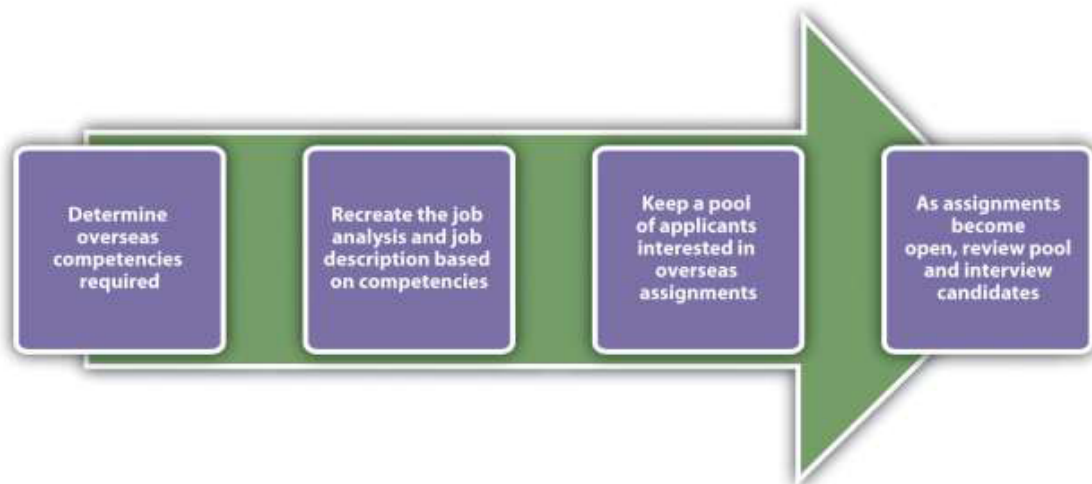 Determine
overseas
competencies
required
Recreate the job
analysis and job
description based
on competencies
Keep a pool
of applicants
interested in
overseas
assignments
As assignments
become
open, review pool
and interview
candidates